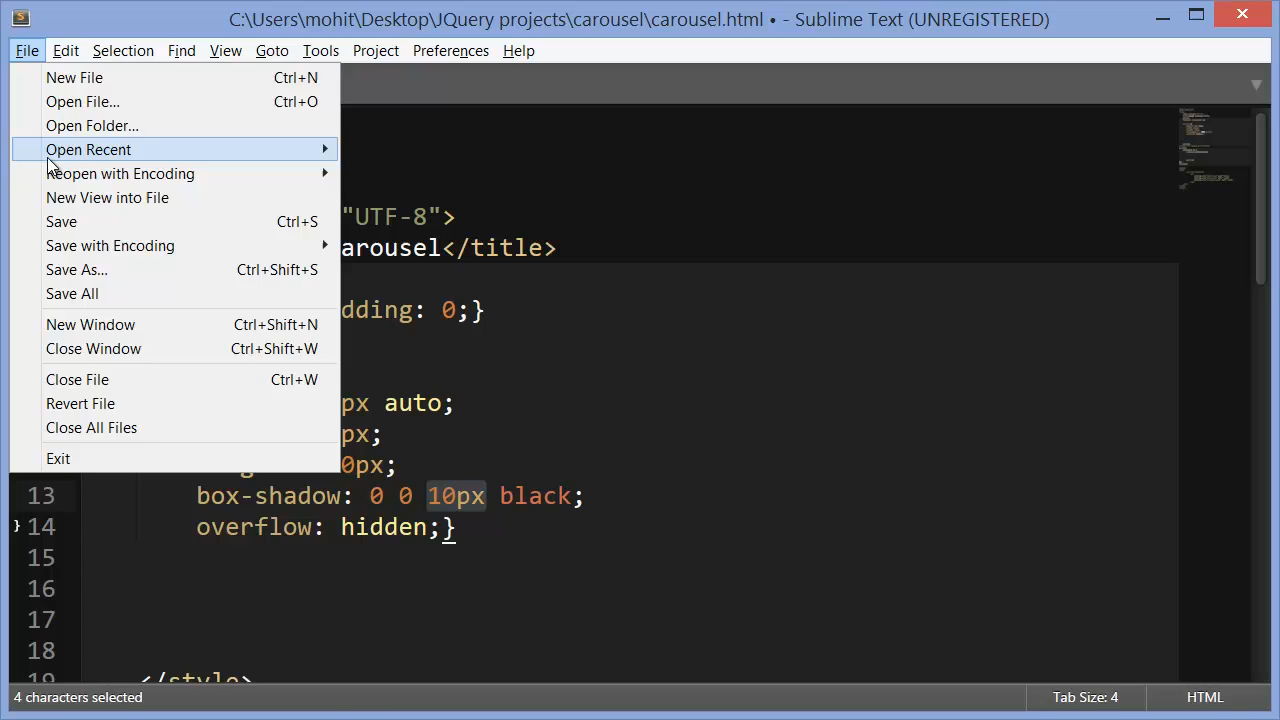 C:\Users\mohit\Desktop\JQuery projects\carousel\carousel.html • - Sublime Text (UNREGISTERED)
File Edit Selection Find View Goto Tools Project Preferences Help
New File Ctrl+N
Open File... Ctrl+O
Open Folder...
Open Recent
Reopen with Encoding
New View into File
Save Ctrl+S
Save with Encoding
Save As... Ctrl+Shift+S
Save All
New Window Ctrl+Shift+N
Close Window Ctrl+Shift+W
Close File Ctrl+W
Revert File
Close All Files
Exit
"UTF-8">
arousel</title>
dding: 0;}
px auto;
px;
0px;
13 box-shadow: 0 0 10px black;
14 overflow: hidden;}
15
16
17
18
19 </style>
4 characters selected Tab Size: 4 HTML